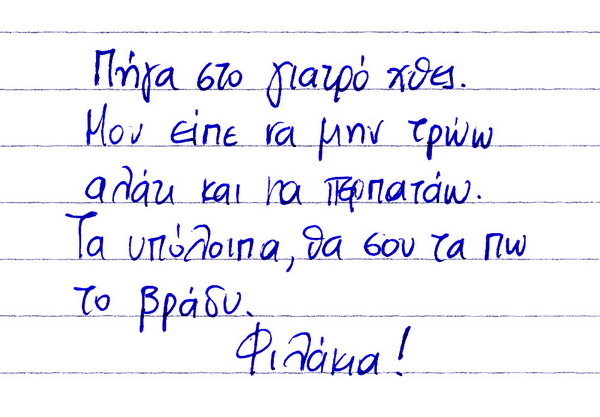 Πήγα στο γιατρό χθες.
Μου είπε να μην τρώω
αλάτι και να περπατάω.
Τα υπόλοιπα, θα σου τα πω
το βράδυ.
Φιλάκια!